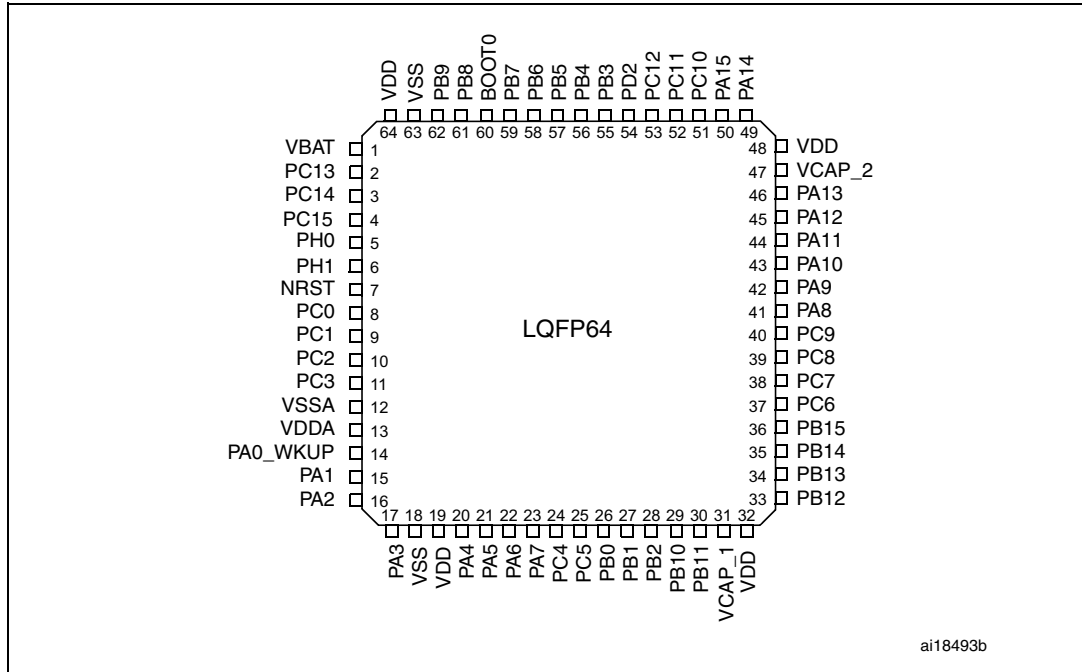 VDD VSS PB9 PB8 BOOT0 PB7 PB6 PB5 PB4 PB3 PD2 PC12 PC11 PC10 PA15 PA14
64 63 62 61 60 59 58 57 56 55 54 53 52 51 50 49
VBAT 1 48 VDD
PC13 2 47 VCAP_2
PC14 3 46 PA13
PC15 4 45 PA12
PH0 5 44 PA11
PH1 6 43 PA10
NRST 7 42 PA9
PC0 8 41 PA8
PC1 9 LQFP64 40 PC9
PC2 10 39 PC8
PC3 11 38 PC7
VSSA 12 37 PC6
VDDA 13 36 PB15
PA0_WKUP 14 35 PB14
PA1 15 34 PB13
PA2 16 33 PB12
17 18 19 20 21 22 23 24 25 26 27 28 29 30 31 32
PA3 VSS VDD PA4 PA5 PA6 PA7 PC4 PC5 PB0 PB1 PB2 PB10 PB11 VCAP_1 VDD
ai18493b